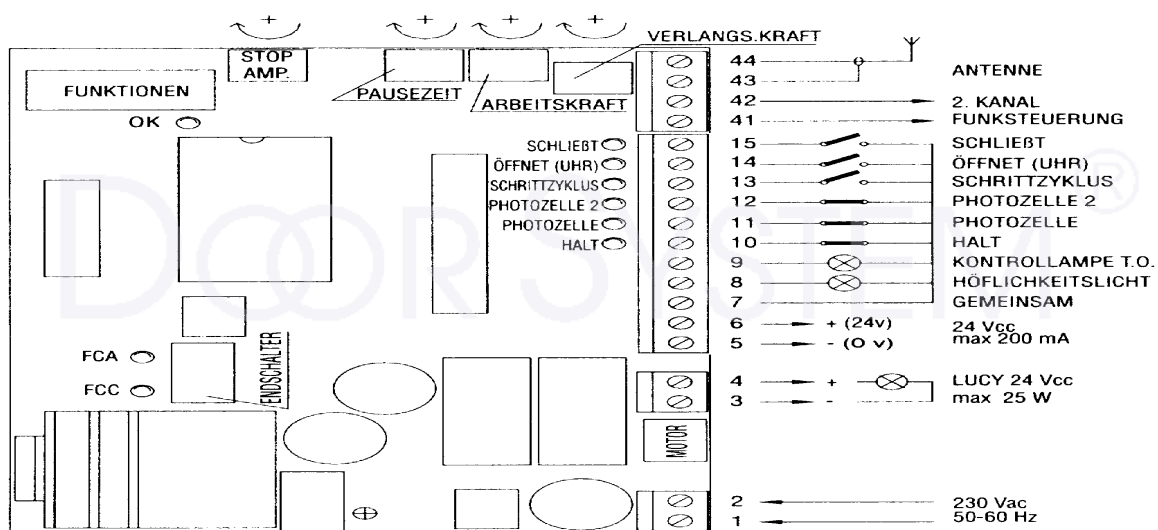 VERLANGS.KRAFT
STOP
AMP.
FUNKTIONEN
PAUSEZEIT
ARBEITSKRAFT
OK
SCHLIEßT
ÖFFNET (UHR)
SCHRITTZYKLUS
PHOTOZELLE 2
PHOTOZELLE
HALT
FCA
FCC
ENDSCHALTER
MOTOR
44
43
ANTENNE
42 2. KANAL
41 FUNKSTEUERUNG
15 SCHLIEßT
14 ÖFFNET (UHR)
13 SCHRITTZYKLUS
12 PHOTOZELLE 2
11 PHOTOZELLE
10 HALT
9 KONTROLLAMPE T.O.
8 HÖFLICHKEITSLICHT
7 GEMEINSAM
6 + (24v) 24 Vcc
5 - (0 v) max 200 mA
4 + LUCY 24 Vcc
3 - max 25 W
2 230 Vac
1 50-60 Hz
DOOR SYSTEM ®